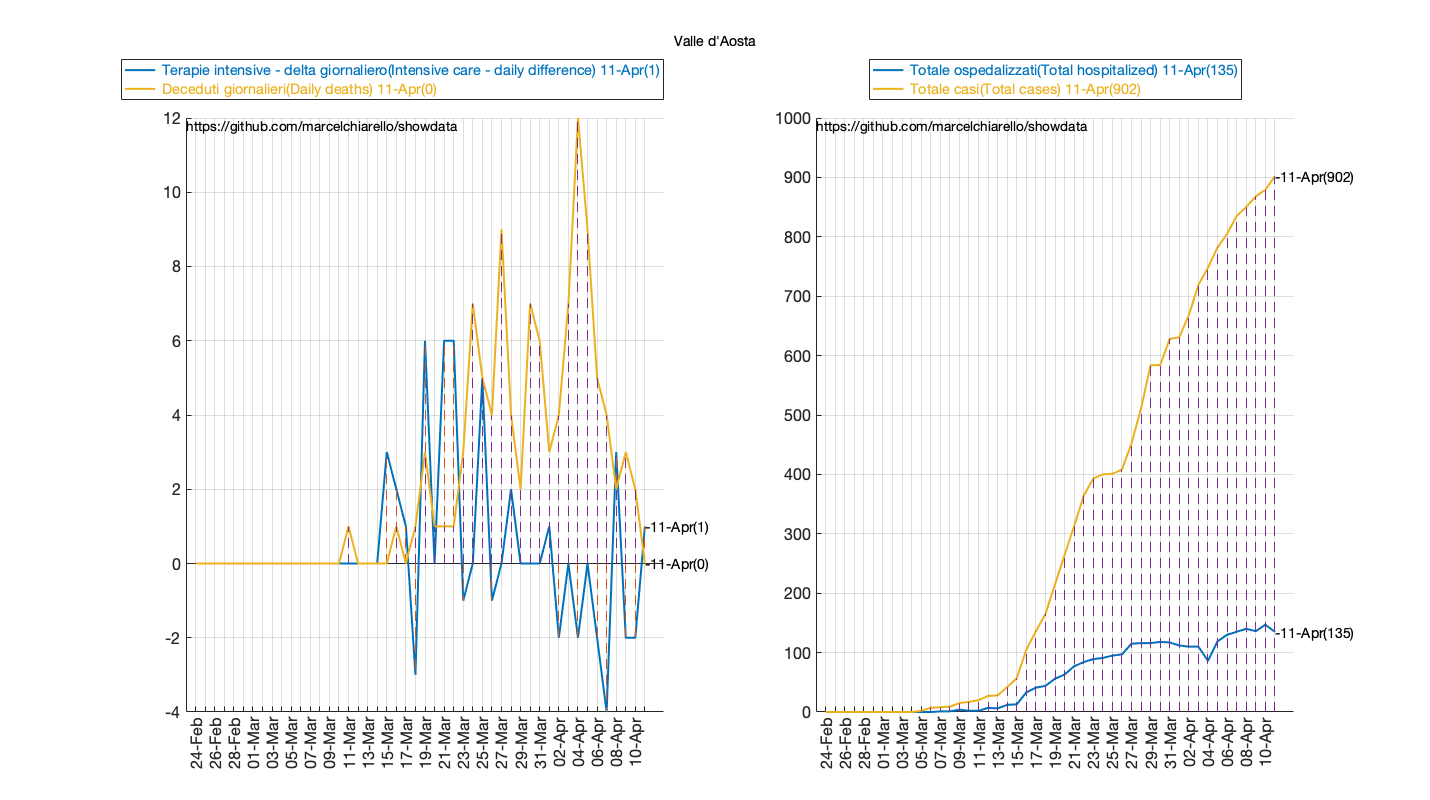 Valle d'Aosta
Terapie intensive - delta giornaliero(Intensive care - daily difference) 11-Apr(1)
Deceduti giornalieri(Daily deaths) 11-Apr(0)
https://github.com/marcelchiarello/showdata
12
10
8
6
4
2
0
-2
-4
-11-Apr(1)
-11-Apr(0)
24-Feb
26-Feb
28-Feb
01-Mar
03-Mar
05-Mar
07-Mar
09-Mar
11-Mar
13-Mar
15-Mar
17-Mar
19-Mar
21-Mar
23-Mar
25-Mar
27-Mar
29-Mar
31-Mar
02-Apr
04-Apr
06-Apr
08-Apr
10-Apr
Totale ospedalizzati(Total hospitalized) 11-Apr(135)
Totale casi(Total cases) 11-Apr(902)
https://github.com/marcelchiarello/showdata
1000
900
800
700
600
500
400
300
200
100
0
-11-Apr(902)
-11-Apr(135)
24-Feb
26-Feb
28-Feb
01-Mar
03-Mar
05-Mar
07-Mar
09-Mar
11-Mar
13-Mar
15-Mar
17-Mar
19-Mar
21-Mar
23-Mar
25-Mar
27-Mar
29-Mar
31-Mar
02-Apr
04-Apr
06-Apr
08-Apr
10-Apr